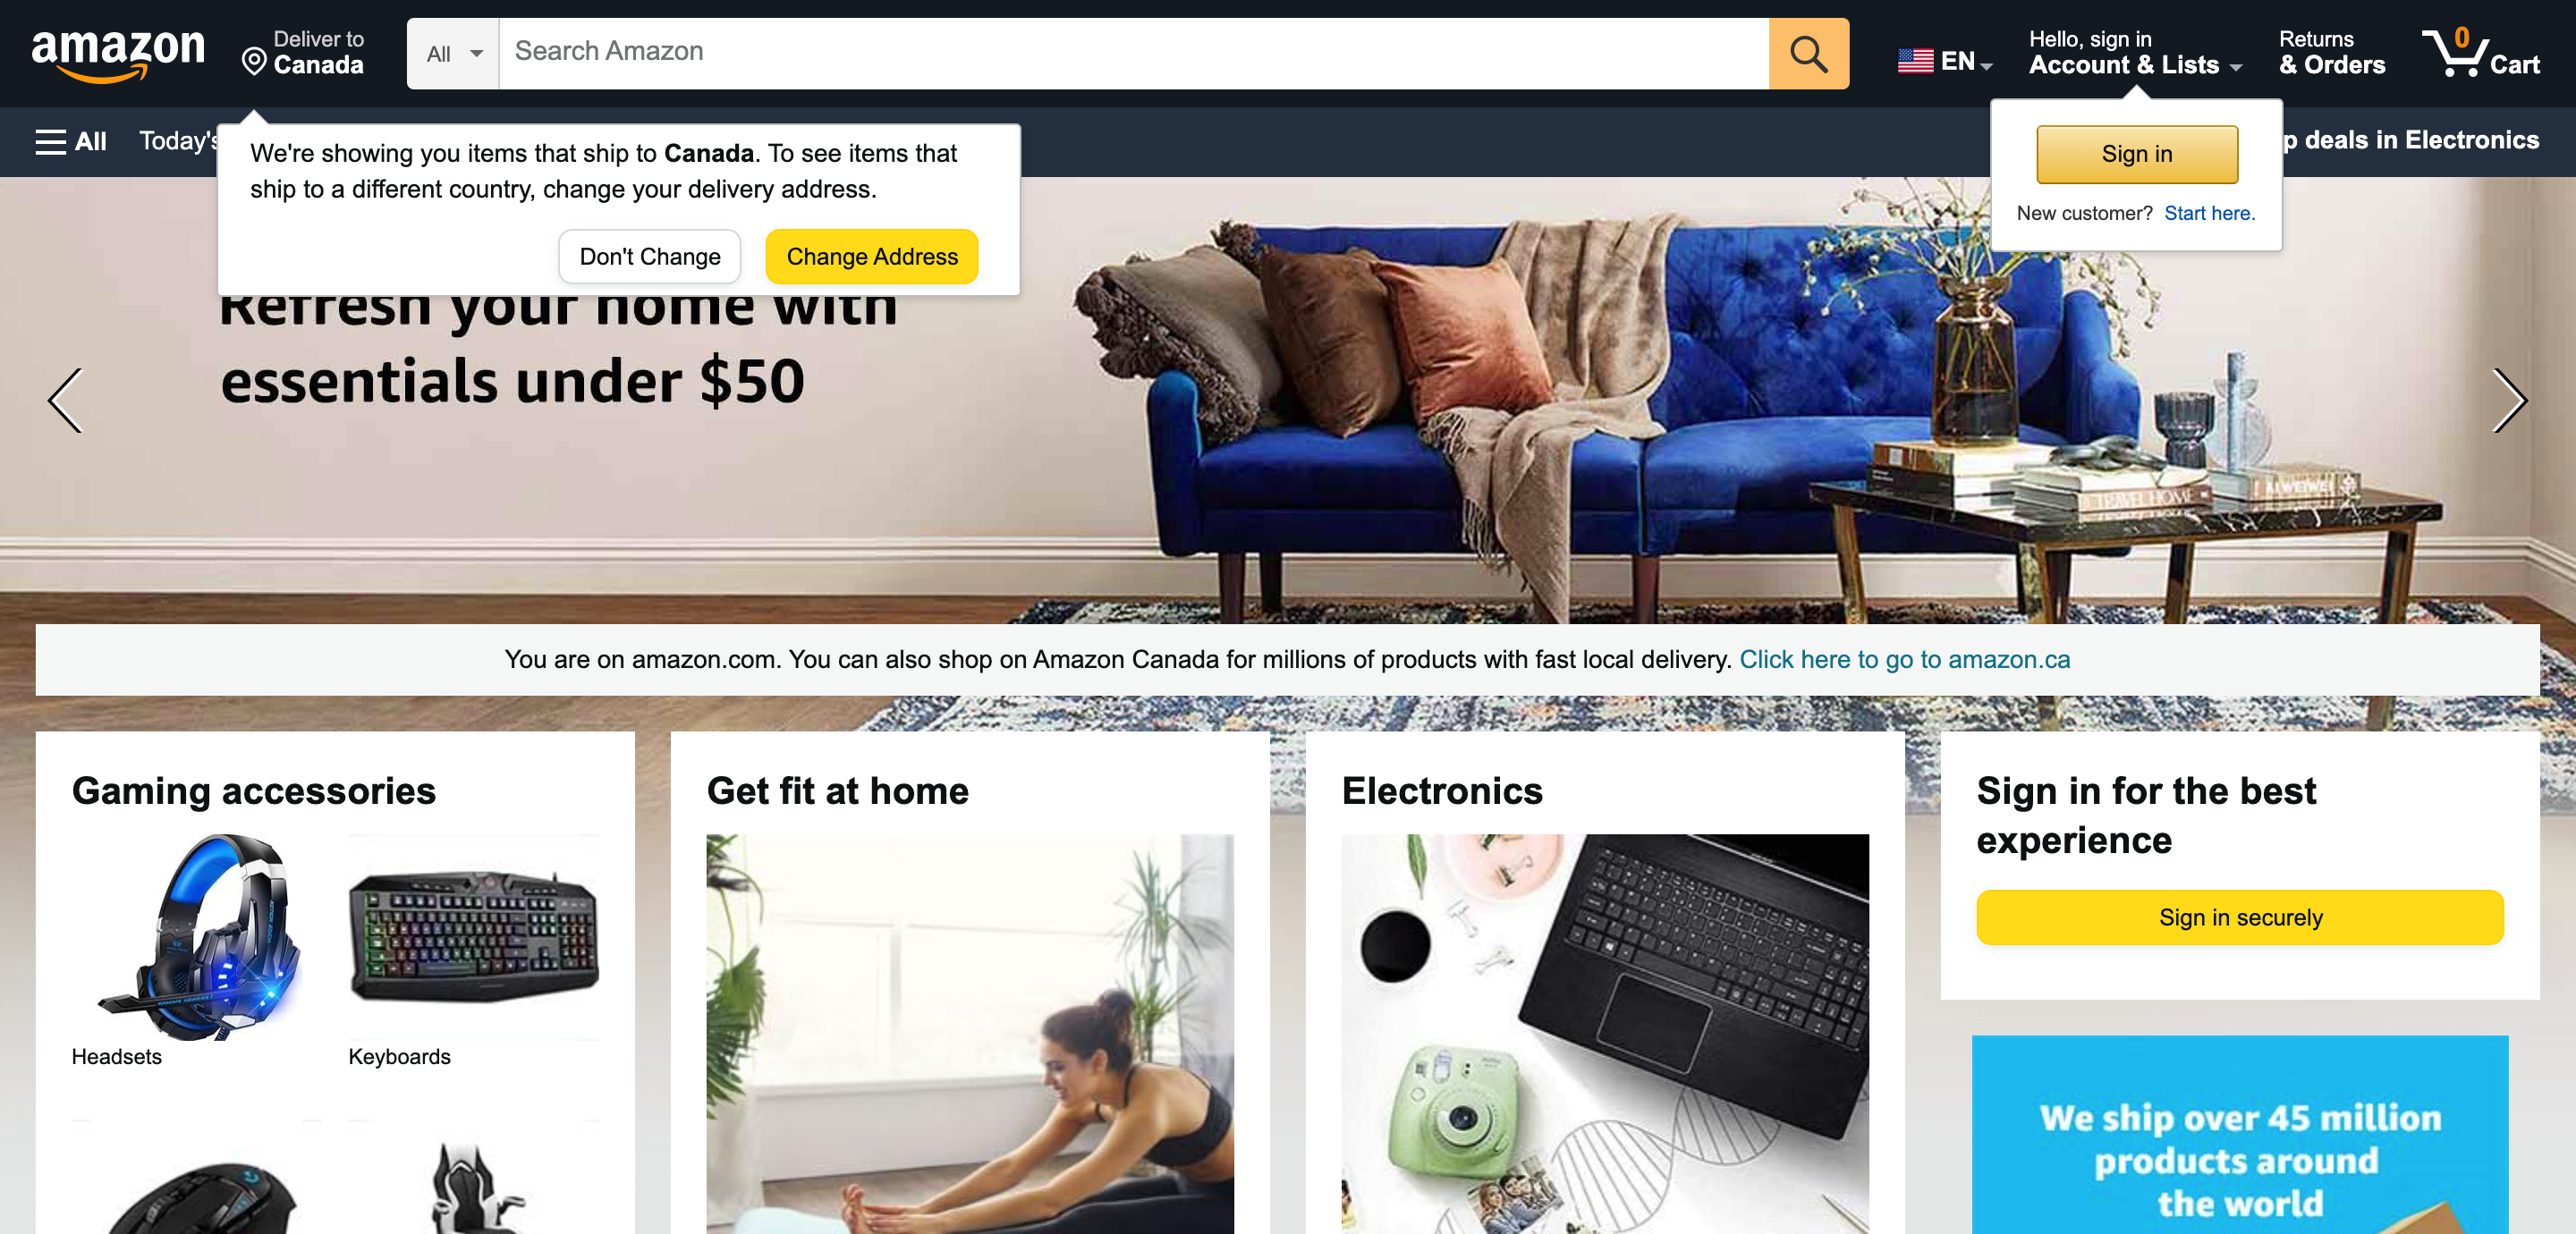 amazon
Deliver to
Canada
All
Search Amazon
EN
Hello, sign in
Account & Lists
Returns
& Orders
0
Cart
All
Today's
p deals in Electronics
We're showing you items that ship to Canada. To see items that
ship to a different country, change your delivery address.
Don't Change
Change Address
Sign in
New customer? Start here.
Refresh your home with
essentials under $50
TRAVEL HOME
AI WEIWEI
You are on amazon.com. You can also shop on Amazon Canada for millions of products with fast local delivery. Click here to go to amazon.ca
Gaming accessories
Headsets
Keyboards
Get fit at home
Electronics
Sign in for the best
experience
Sign in securely
We ship over 45 million
products around
the world